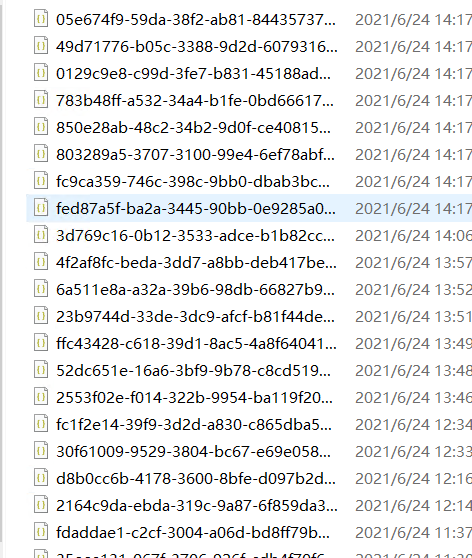 05e674f9-59da-38f2-ab81-84435737... 2021/6/24 14:17
49d71776-b05c-3388-9d2d-6079316... 2021/6/24 14:17
0129c9e8-c99d-3fe7-b831-45188ad... 2021/6/24 14:17
783b48ff-a532-34a4-b1fe-0bd66617... 2021/6/24 14:17
850e28ab-48c2-34b2-9d0f-ce40815... 2021/6/24 14:17
803289a5-3707-3100-99e4-6ef78abf... 2021/6/24 14:17
fc9ca359-746c-398c-9bb0-dbab3bc... 2021/6/24 14:17
fed87a5f-ba2a-3445-90bb-0e9285a0... 2021/6/24 14:17
3d769c16-0b12-3533-adce-b1b82cc... 2021/6/24 14:06
4f2af8fc-beda-3dd7-a8bb-deb417be... 2021/6/24 13:57
6a511e8a-a32a-39b6-98db-66827b9... 2021/6/24 13:52
23b9744d-33de-3dc9-afcf-b81f44de... 2021/6/24 13:51
ffc43428-c618-39d1-8ac5-4a8f64041... 2021/6/24 13:49
52dc651e-16a6-3bf9-9b78-c8cd519... 2021/6/24 13:48
2553f02e-f014-322b-9954-ba119f20... 2021/6/24 13:46
fc1f2e14-39f9-3d2d-a830-c865dba5... 2021/6/24 12:34
30f61009-9529-3804-bc67-e69e058... 2021/6/24 12:33
d8b0cc6b-4178-3600-8bfe-d097b2d... 2021/6/24 12:16
2164c9da-ebda-319c-9a87-6f859da3... 2021/6/24 12:14
fdaddae1-c2cf-3004-a06d-bd8ff79b... 2021/6/24 11:37